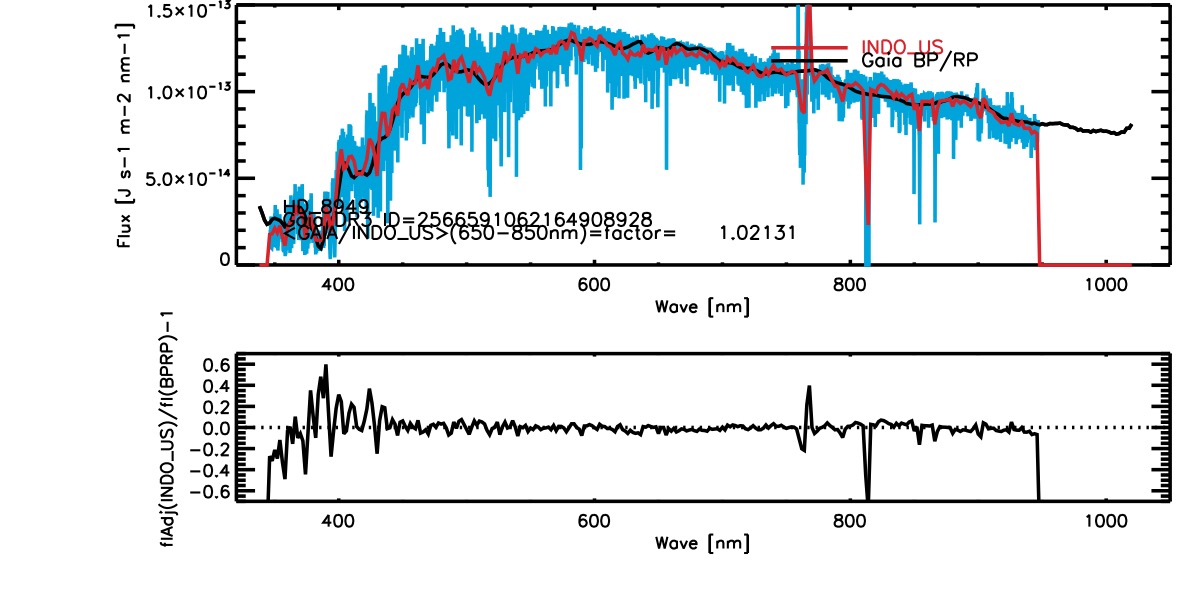 1.5×10−13
1.0×10−13
5.0×10−14
0
Flux [J s−1 m−2 nm−1]
INDO_US
Gaia BP/RP
HD_8949
Gaia DR3 ID=2566591062164908928
<GAIA/INDO_US>(650−850nm)=factor= 1.02131
400 600 800 1000
Wave [nm]
flAdj(INDO_US)/fl(BPRP)−1
0.6
0.4
0.2
0.0
−0.2
−0.4
−0.6
400 600 800 1000
Wave [nm]